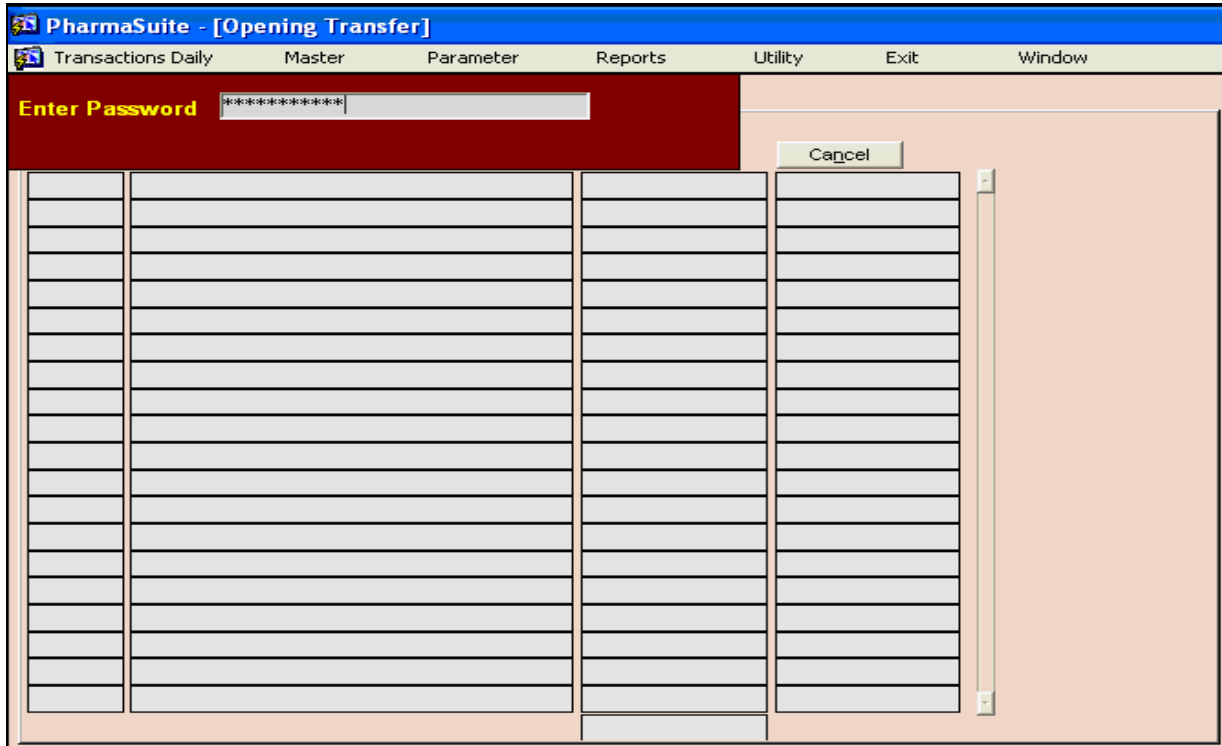 PharmaSuite - [Opening Transfer]
Transactions Daily Master Parameter Reports Utility Exit Window
Enter Password ***********
Cancel